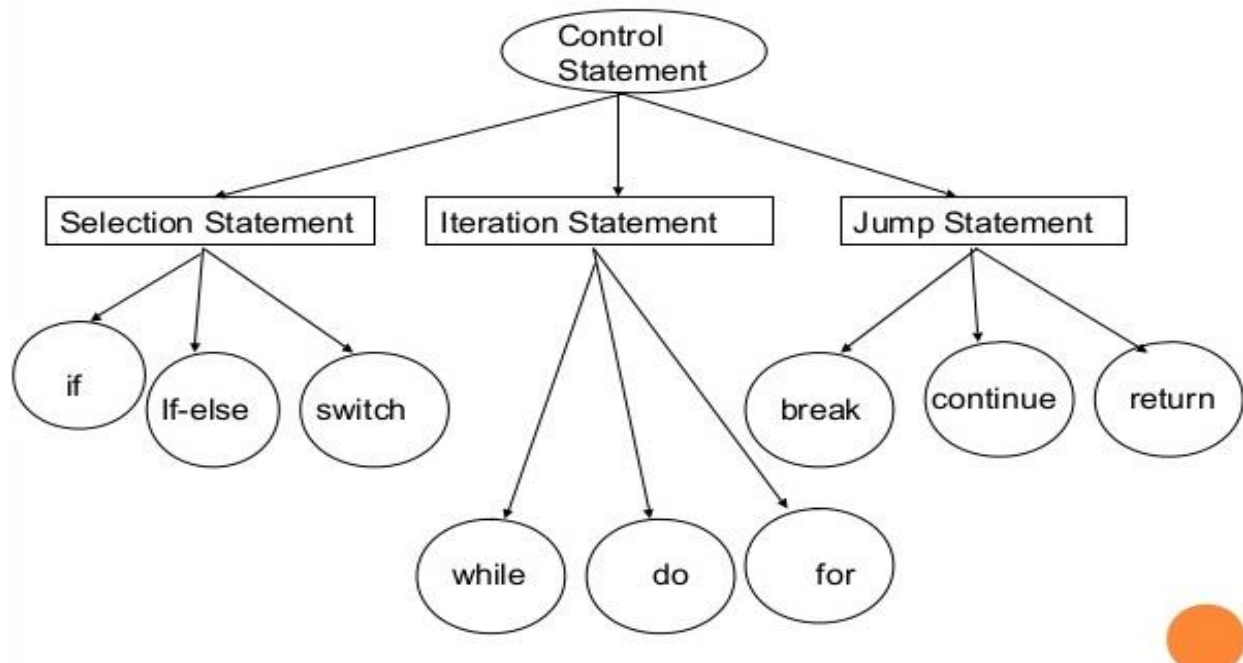 Control
Statement
Selection Statement
Iteration Statement
Jump Statement
if
If-else
switch
break
continue
return
while
do
for